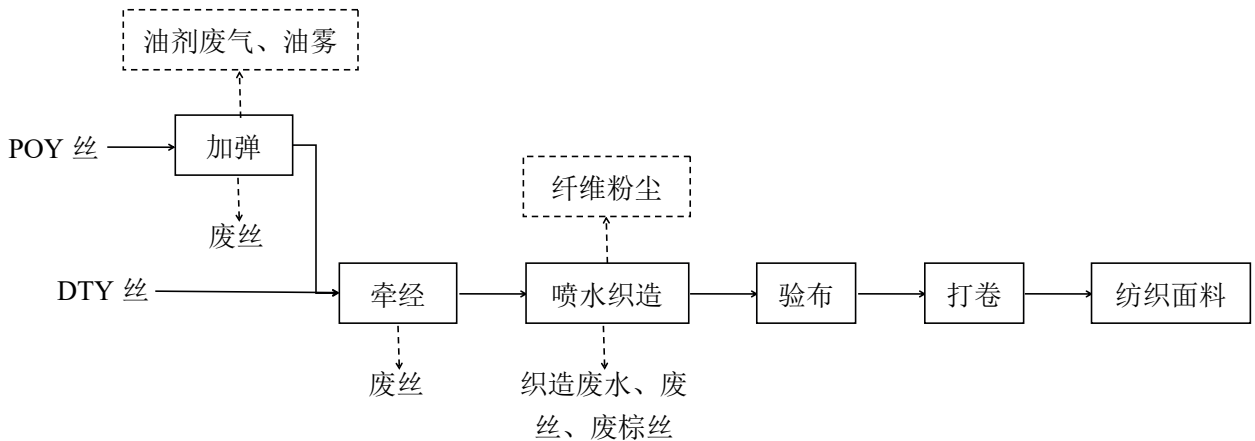 油剂废气、油雾
POY 丝
加弹
废丝
纤维粉尘
DTY 丝
牵经
喷水织造
验布
打卷
纺织面料
废丝
织造废水、废
丝、废棕丝